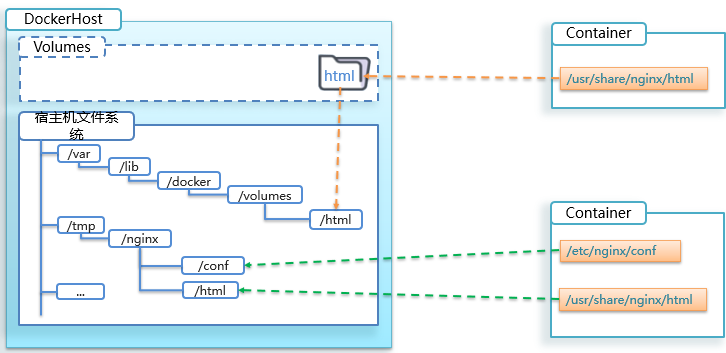 DockerHost
Volumes
html
宿主机文件系
统
/var
/lib
/docker
/volumes
/html
/tmp
/nginx
/conf
/html
...
Container
/usr/share/nginx/html
Container
/etc/nginx/conf
/usr/share/nginx/html